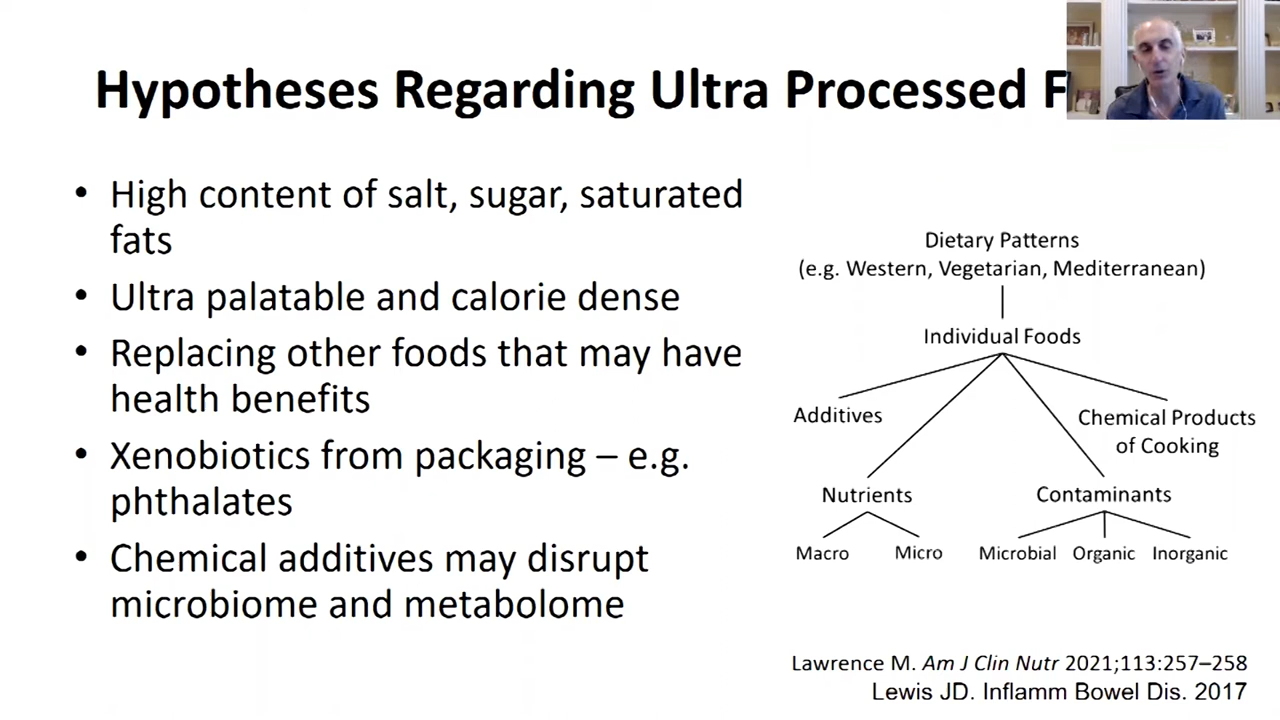 Hypotheses Regarding Ultra Processed F
• High content of salt, sugar, saturated
fats
• Ultra palatable and calorie dense
• Replacing other foods that may have
health benefits
• Xenobiotics from packaging – e.g.
phthalates
• Chemical additives may disrupt
microbiome and metabolome
Dietary Patterns
(e.g. Western, Vegetarian, Mediterranean)
Individual Foods
Additives
Chemical Products
of Cooking
Nutrients
Contaminants
Macro
Micro
Microbial
Organic
Inorganic
Lawrence M. Am J Clin Nutr 2021;113:257–258
Lewis JD. Inflamm Bowel Dis. 2017